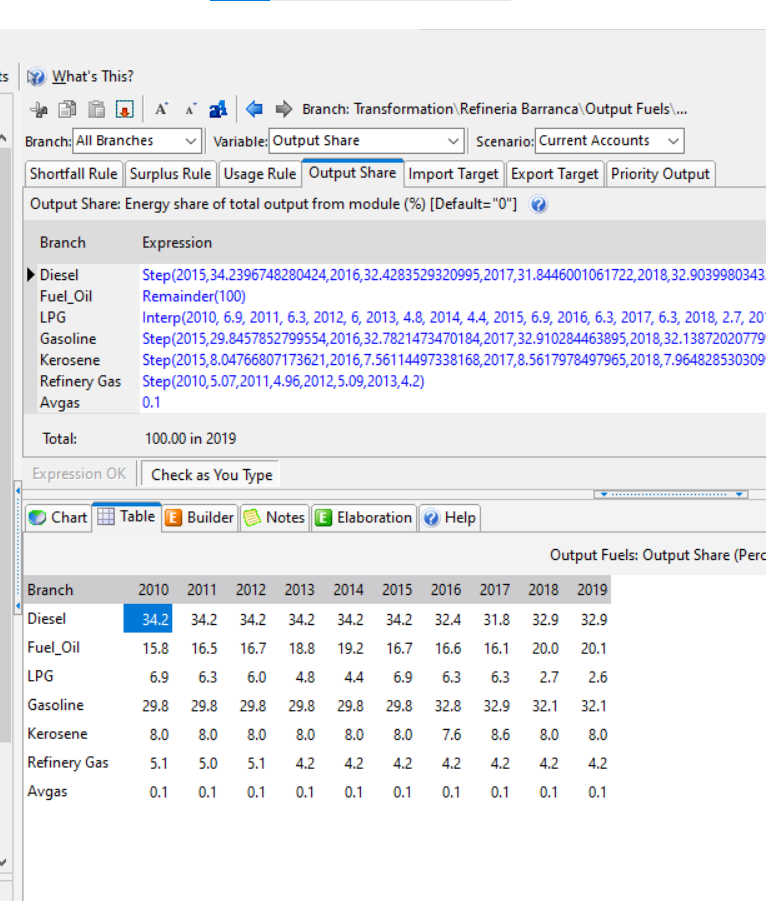 ts What's This?
Branch: Transformation\Refineria Barranca\Output Fuels\...
Branch: All Branches Variable: Output Share Scenario: Current Accounts
Shortfall Rule Surplus Rule Usage Rule Output Share Import Target Export Target Priority Output
Output Share: Energy share of total output from module (%) [Default="0"]
Branch Expression
Diesel Step(2015,34.2396748280424,2016,32.4283529320995,2017,31.8446001061722,2018,32.9039980343.
Fuel_Oil Remainder(100)
LPG Interp(2010, 6.9, 2011, 6.3, 2012, 6, 2013, 4.8, 2014, 4.4, 2015, 6.9, 2016, 6.3, 2017, 6.3, 2018, 2.7, 201
Gasoline Step(2015,29.8457852799554,2016,32.7821473470184,2017,32.910284463895,2018,32.13872020779
Kerosene Step(2015,8.04766807173621,2016,7.56114497338168,2017,8.5617978497965,2018,7.964828530309
Refinery Gas Step(2010,5.07,2011,4.96,2012,5.09,2013,4.2)
Avgas 0.1
Total: 100.00 in 2019
Expression OK Check as You Type
Chart Table Builder Notes Elaboration Help
Output Fuels: Output Share (Perc
Branch 2010 2011 2012 2013 2014 2015 2016 2017 2018 2019
Diesel 34.2 34.2 34.2 34.2 34.2 34.2 32.4 31.8 32.9 32.9
Fuel_Oil 15.8 16.5 16.7 18.8 19.2 16.7 16.6 16.1 20.0 20.1
LPG 6.9 6.3 6.0 4.8 4.4 6.9 6.3 6.3 2.7 2.6
Gasoline 29.8 29.8 29.8 29.8 29.8 29.8 32.8 32.9 32.1 32.1
Kerosene 8.0 8.0 8.0 8.0 8.0 8.0 7.6 8.6 8.0 8.0
Refinery Gas 5.1 5.0 5.1 4.2 4.2 4.2 4.2 4.2 4.2 4.2
Avgas 0.1 0.1 0.1 0.1 0.1 0.1 0.1 0.1 0.1 0.1